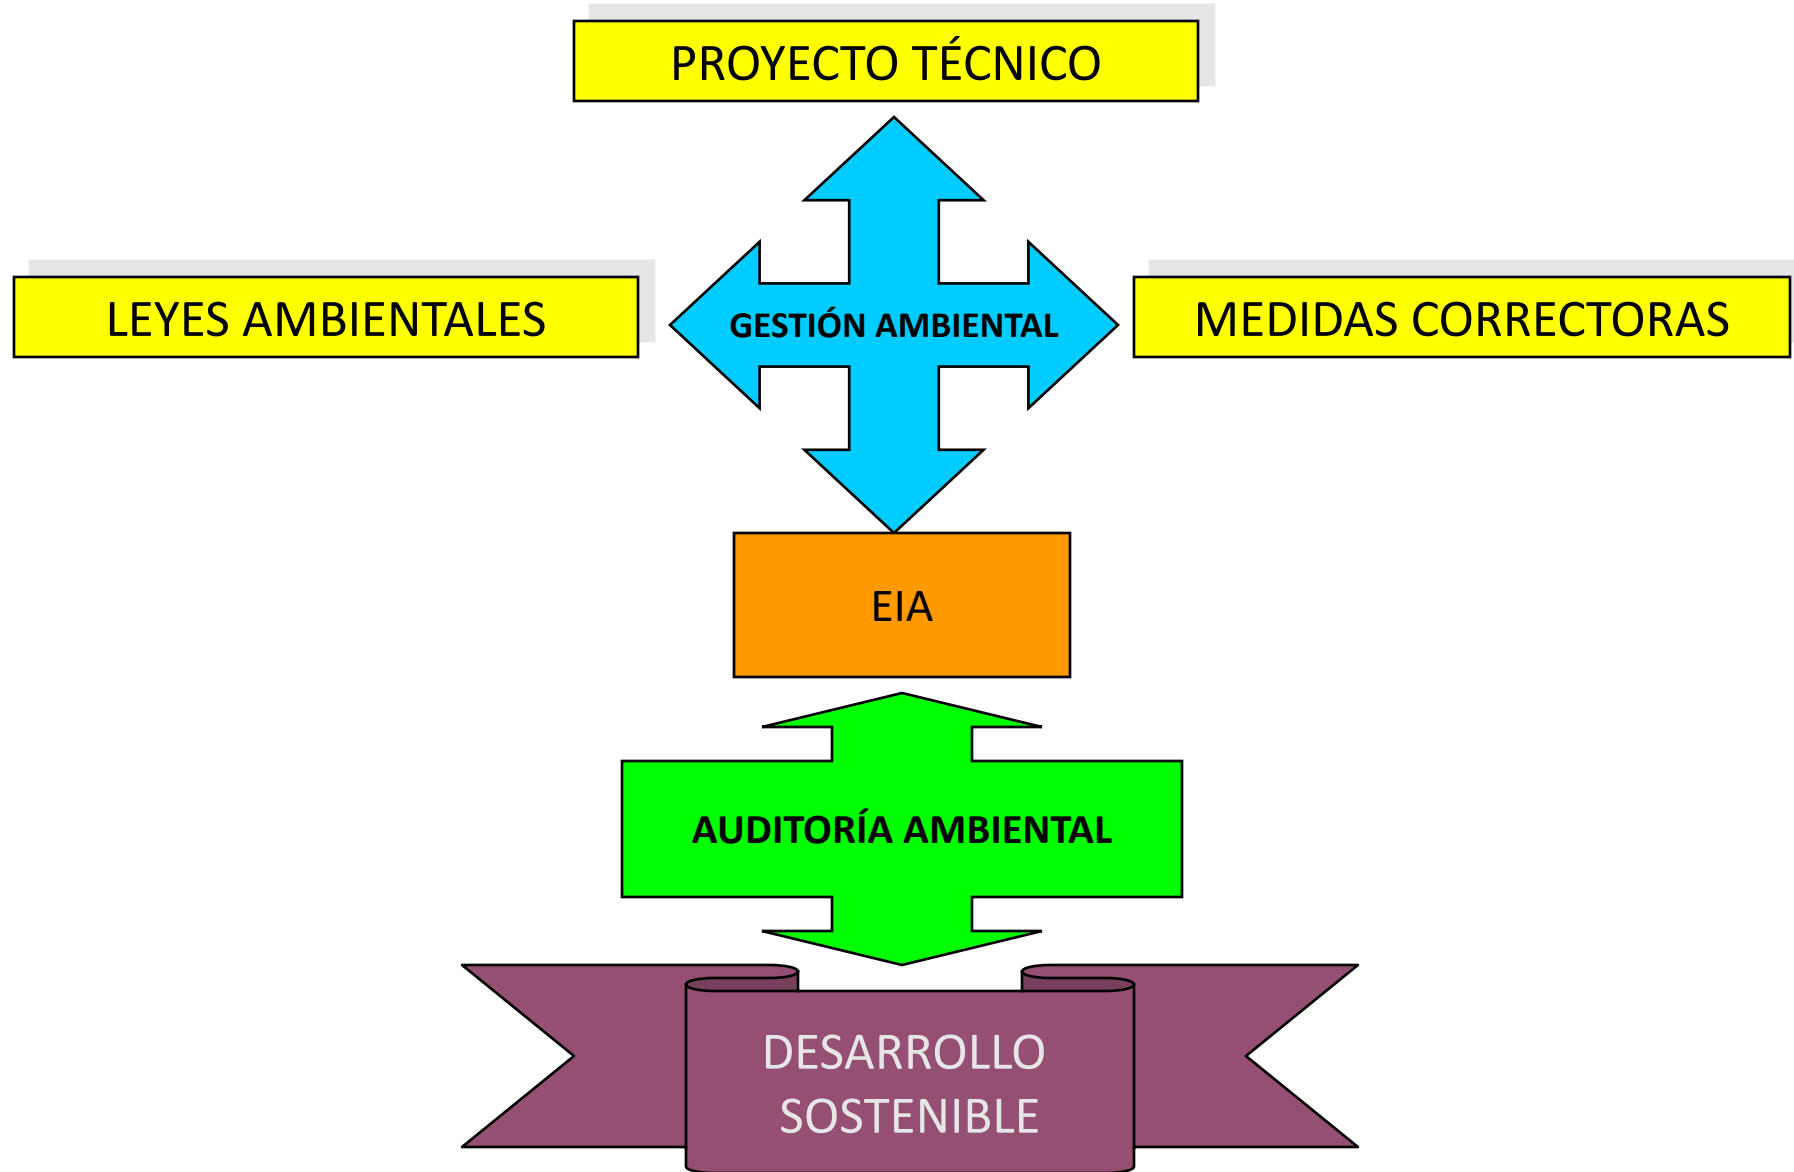 PROYECTO TÉCNICO
LEYES AMBIENTALES
GESTIÓN AMBIENTAL
MEDIDAS CORRECTORAS
EIA
AUDITORÍA AMBIENTAL
DESARROLLO
SOSTENIBLE